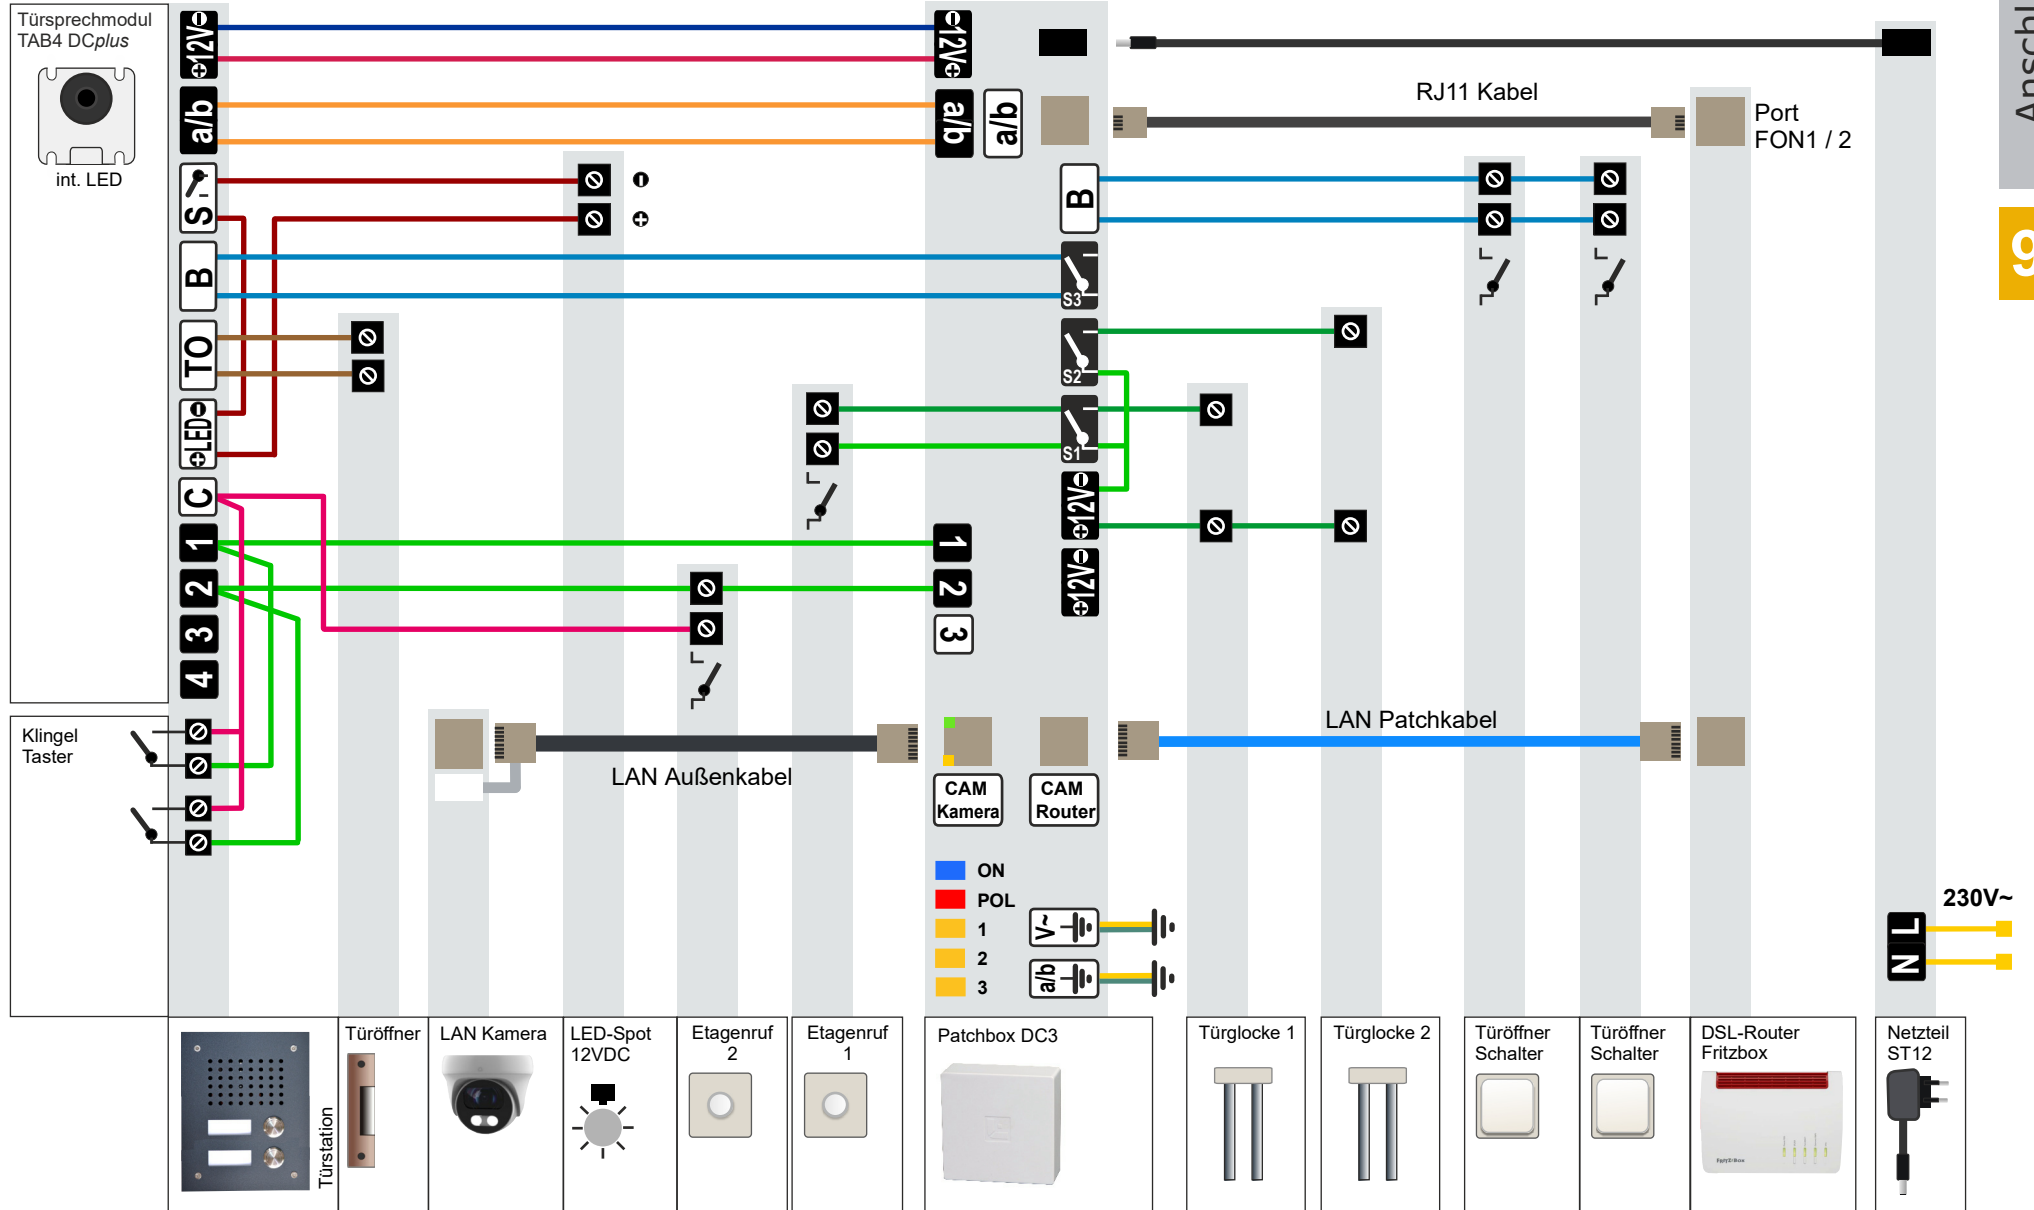 Türsprechmodul
TAB4 DCplus
int. LED
+12V-
a/b
S
B
TO
+LED-
C
1
2
3
4
Klingel
Taster
-12V+
a/b
a/b
B
S3
S2
S1
+12V-
+12V-
1
2
3
RJ11 Kabel
Port
FON1 / 2
LAN Außenkabel
LAN Patchkabel
CAM
Kamera
CAM
Router
ON
POL
1
2
3
V~
a/b
230V~
L
N
9
Türstation
Türöffner
LAN Kamera
LED-Spot
12VDC
Etagenruf
2
Etagenruf
1
Patchbox DC3
Türglocke 1
Türglocke 2
Türöffner
Schalter
Türöffner
Schalter
DSL-Router
Fritzbox
Netzteil
ST12